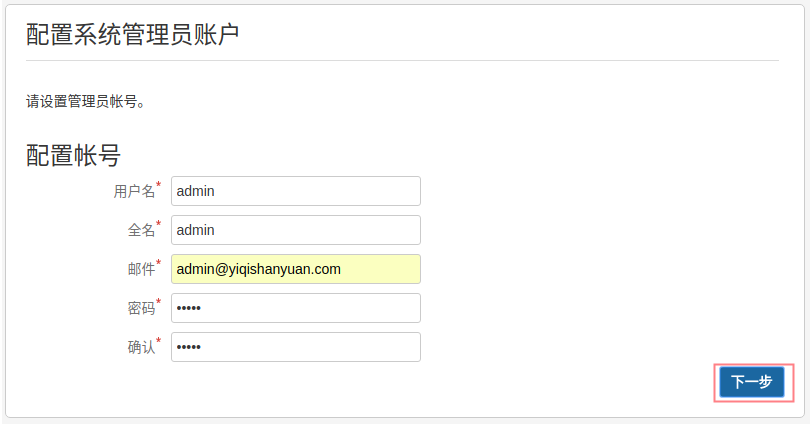 配置系统管理员账户
请设置管理员帐号。
配置帐号
用户名* admin
全名* admin
邮件* admin@yiqishanyuan.com
密码* •••••
确认* •••••
下一步